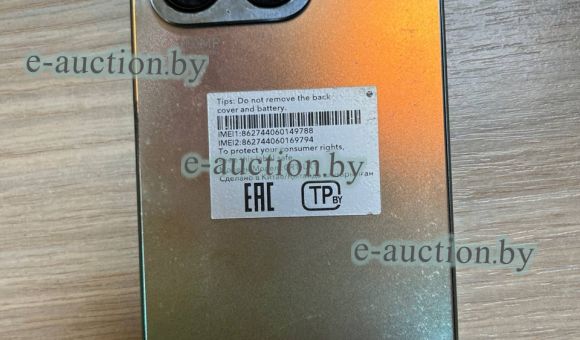 e-auction.by
Tips: Do not remove the back
cover and battery.
IMEI1:862744060149788
IMEI2:862744060169794
To protect your consumer rights,
e-auction.by
Сделано в
EAC
TP BY
e-auction.by